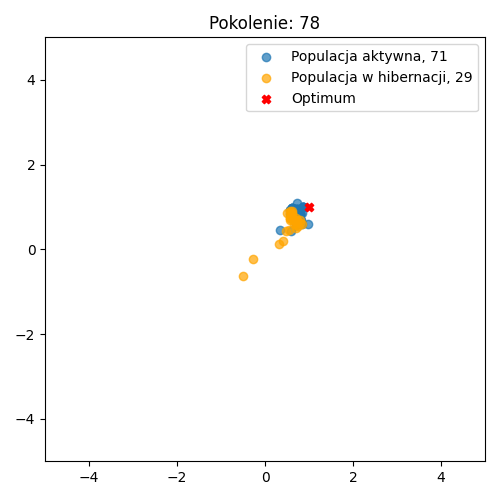 Pokolenie: 78
Populacja aktywna, 71
Populacja w hibernacji, 29
Optimum
4
2
0
−2
−4
−4
−2
0
2
4